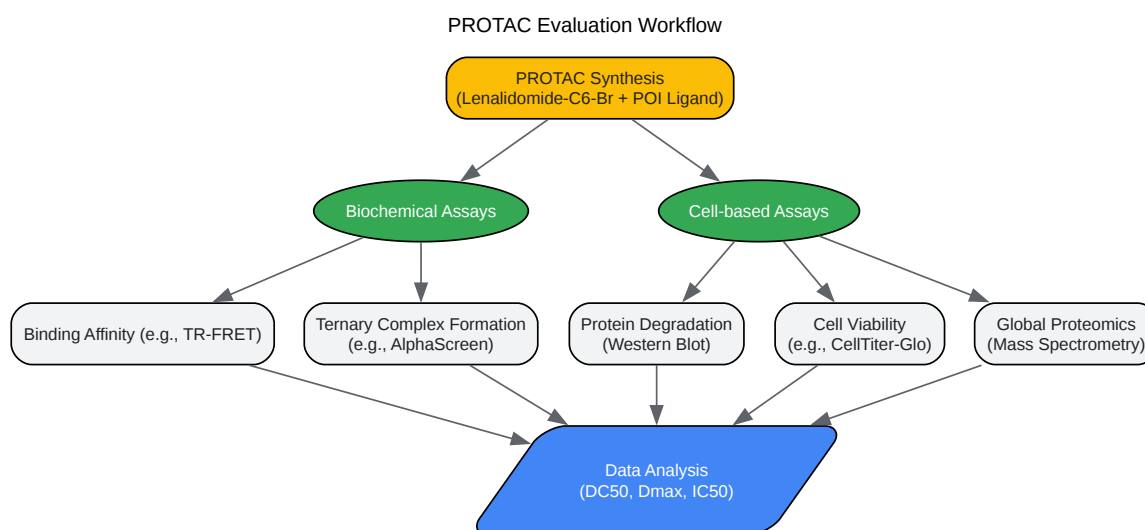 PROTAC Evaluation Workflow
PROTAC Synthesis
(Lenalidomide-C6-Br + POI Ligand)
Biochemical Assays
Cell-based Assays
Binding Affinity (e.g., TR-FRET)
Ternary Complex Formation
(e.g., AlphaScreen)
Protein Degradation
(Western Blot)
Cell Viability
(e.g., CellTiter-Glo)
Global Proteomics
(Mass Spectrometry)
Data Analysis
(DC50, Dmax, IC50)